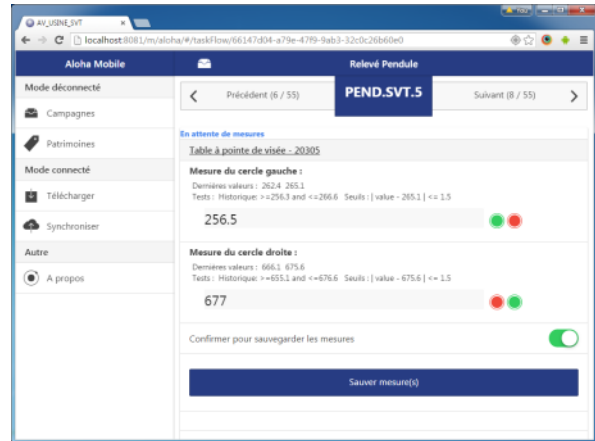 AV_USINE_SVT
localhost:8081/m/aloha/#/taskFlow/66147d04-a79e-47f9-9ab3-32c0c26b60e0
Aloha Mobile
Relevé Pendule
Mode déconnecté
Campagnes
Patrimoines
Mode connecté
Télécharger
Synchroniser
Autre
A propos
Précédent (6 / 55)
PEND.SVT.5
Suivant (8 / 55)
En attente de mesures
Table à pointe de visée - 20305
Mesure du cercle gauche :
Dernières valeurs : 262.4 265.1
Tests : Historique: >=256.3 and <=266.6 Seuils : | value - 265.1 | <= 1.5
256.5
Mesure du cercle droite :
Dernières valeurs : 666.1 675.6
Tests : Historique: >=655.1 and <=676.6 Seuils : | value - 675.6 | <= 1.5
677
Confirmer pour sauvegarder les mesures
Sauver mesure(s)